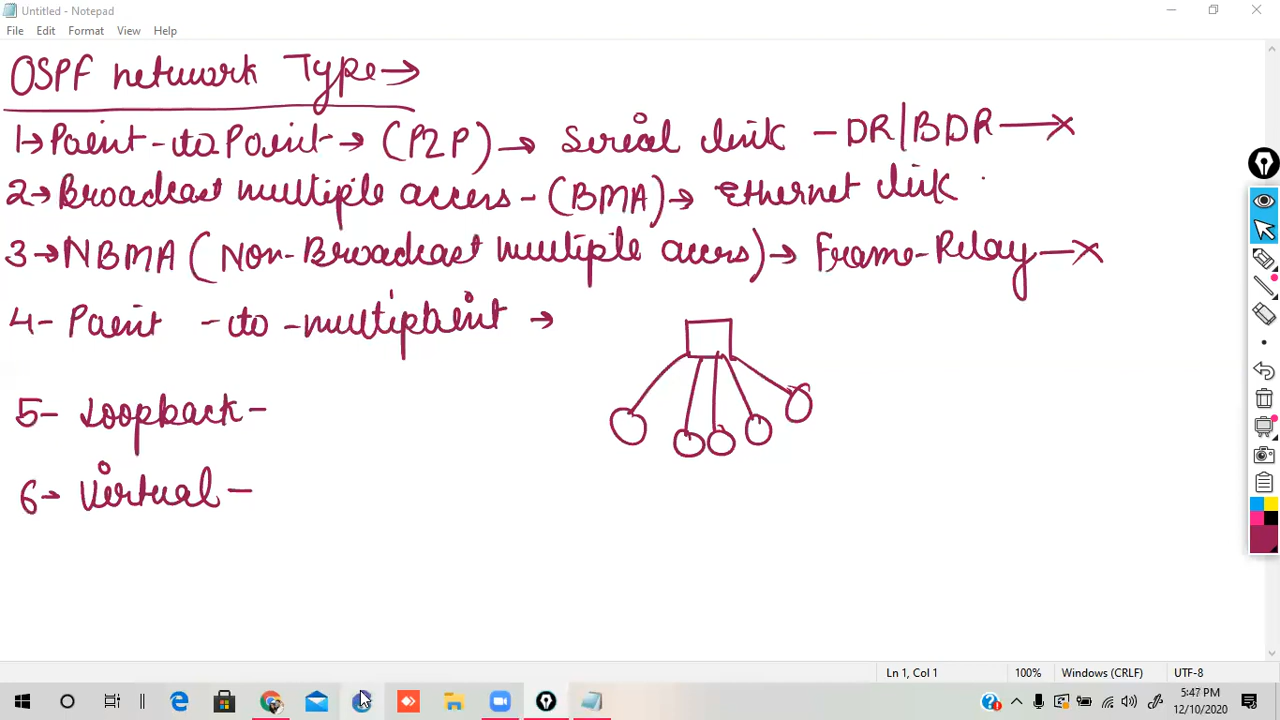 Untitled - Notepad
File Edit Format View Help
OSPF network Type →
1→ Point-to Point → (P2P) → Serial link - DR/BDR —x
2→ Broadcast multiple access - (BMA) → Ethernet link
3→ NBMA (Non-Broadcast multiple access) → Frame-Relay —x
4- Point -to -multipoint →
5- Loopback -
6→ Virtual -
Ln 1, Col 1 100% Windows (CRLF) UTF-8
5:47 PM
12/10/2020